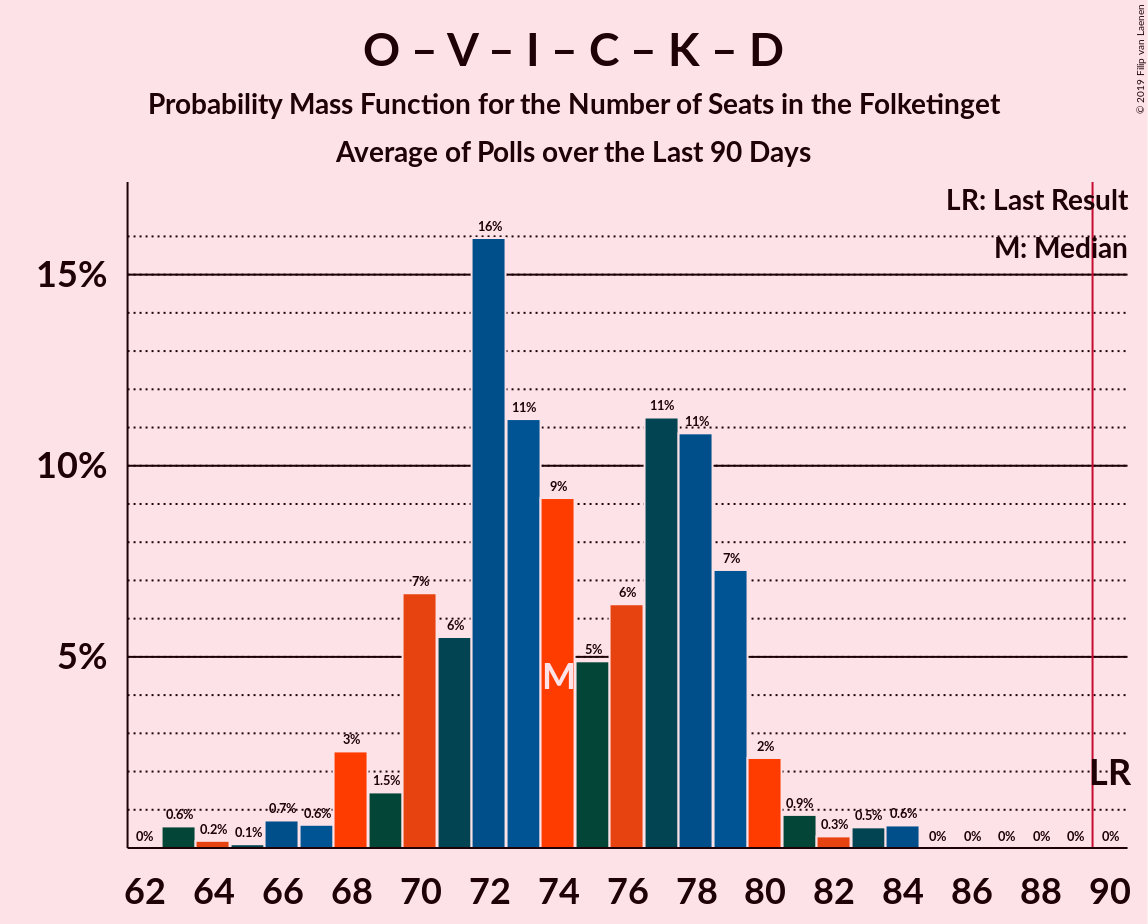 O – V – I – C – K – D
Probability Mass Function for the Number of Seats in the Folketinget
Average of Polls over the Last 90 Days
© 2019 Filip van Laenen
LR: Last Result
M: Median
15%
10%
5%
0% 0.6% 0.2% 0.1% 0.7% 0.6% 3% 1.5% 7% 6% 16% 11% 9% 5% 6% 11% 11% 7% 2% 0.9% 0.3% 0.5% 0.6% 0% 0% 0% 0% 0% 0%
M
LR
62 64 66 68 70 72 74 76 78 80 82 84 86 88 90